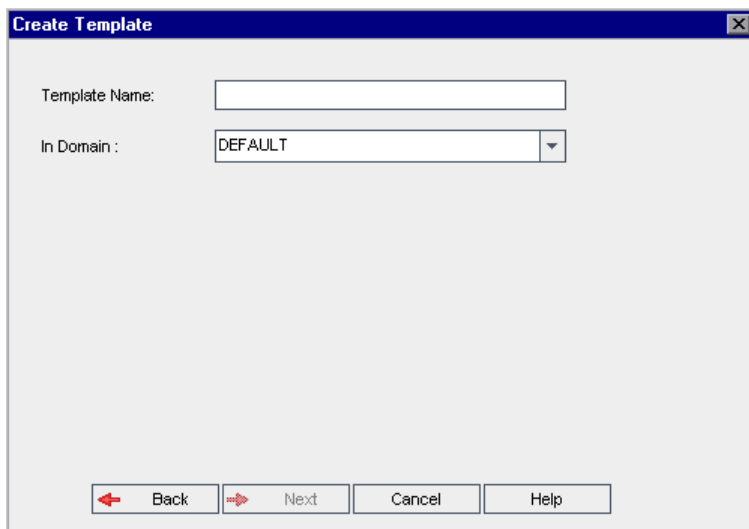 Create Template
Template Name:
In Domain :
DEFAULT
Back
Next
Cancel
Help